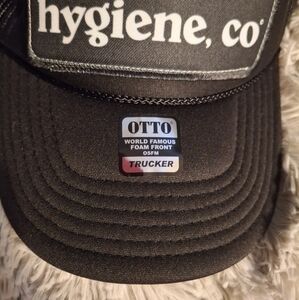 hygiene, co
OTTO
WORLD FAMOUS
FOAM FRONT
OSFM
TRUCKER